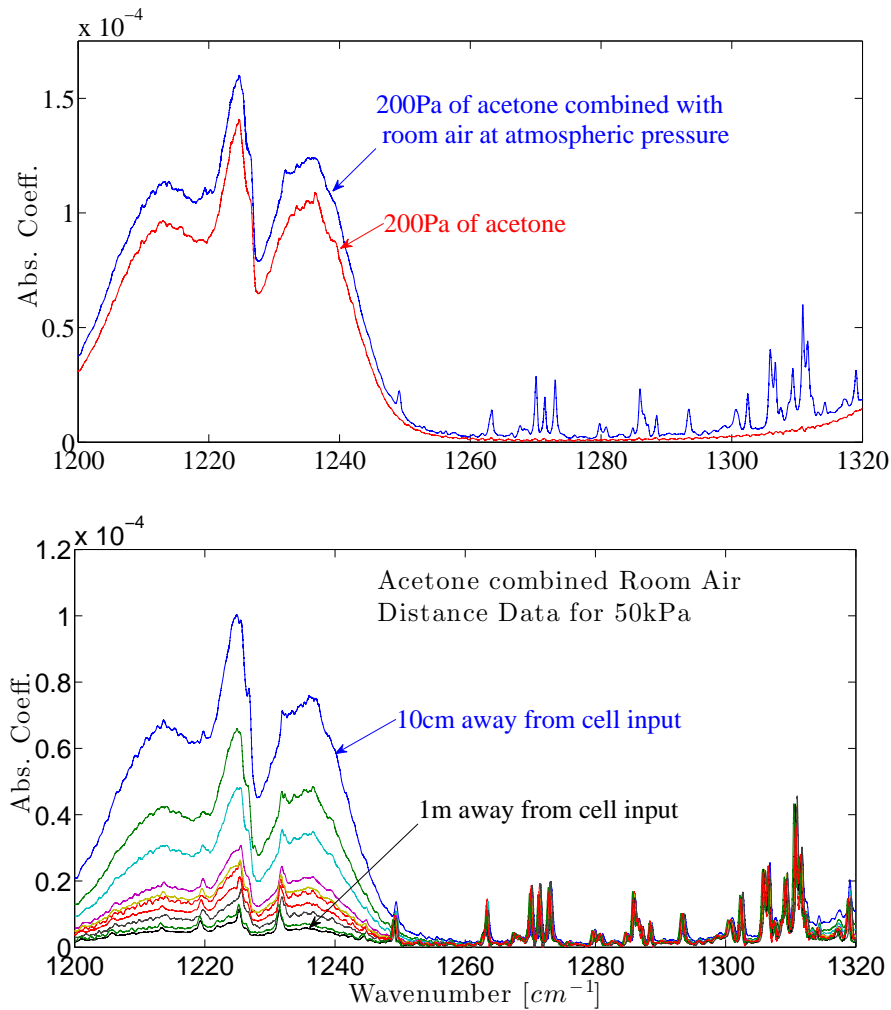 x 10−4
1.5
1
0.5
0
Abs. Coeff.
200Pa of acetone combined with
room air at atmospheric pressure
200Pa of acetone
1200 1220 1240 1260 1280 1300 1320
x 10−4
1.2
1
0.8
0.6
0.4
0.2
0
Abs. Coeff.
Acetone combined Room Air
Distance Data for 50kPa
10cm away from cell input
1m away from cell input
1200 1220 1240 1260 1280 1300 1320
Wavenumber [cm−1]